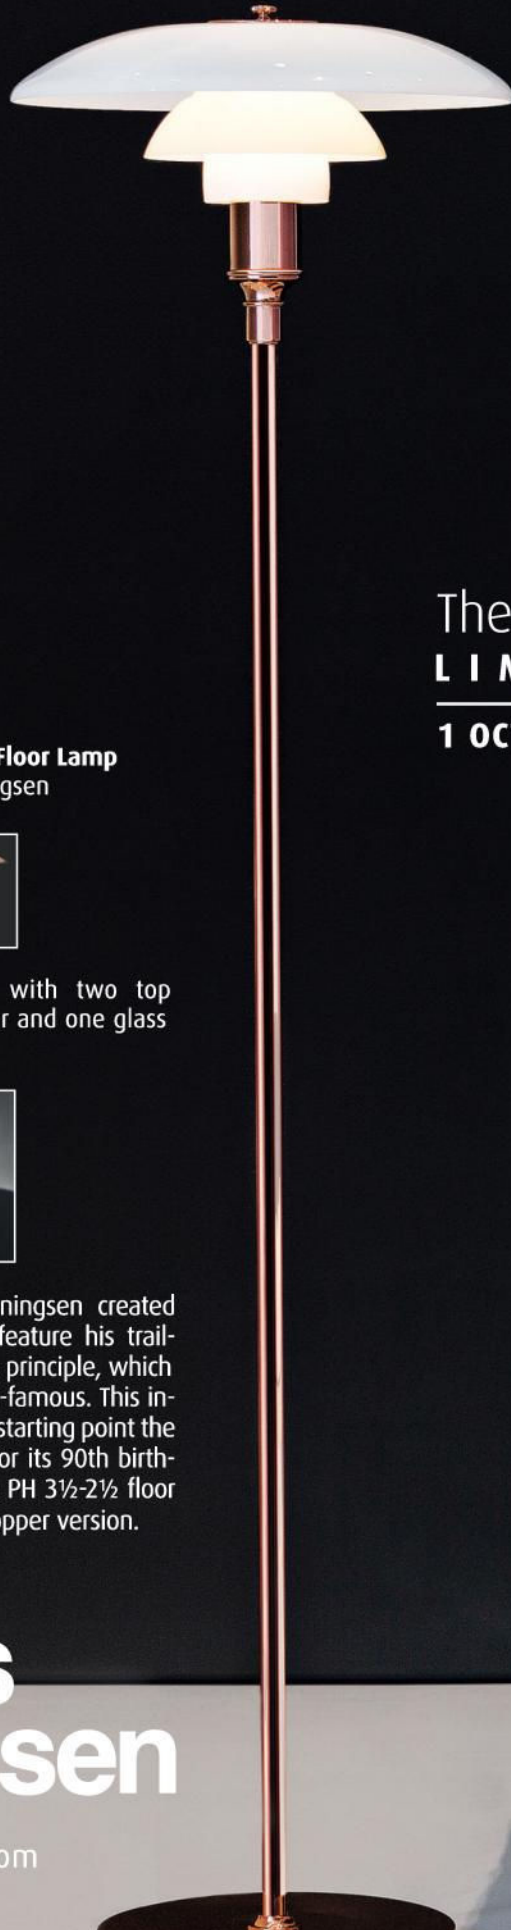 The
LIM
1 OC
Floor Lamp
gsen
with two top
r and one glass
ningsen created
feature his trail-
principle, which
-famous. This in-
starting point the
or its 90th birth-
PH 3½-2½ floor
opper version.
s
sen
om